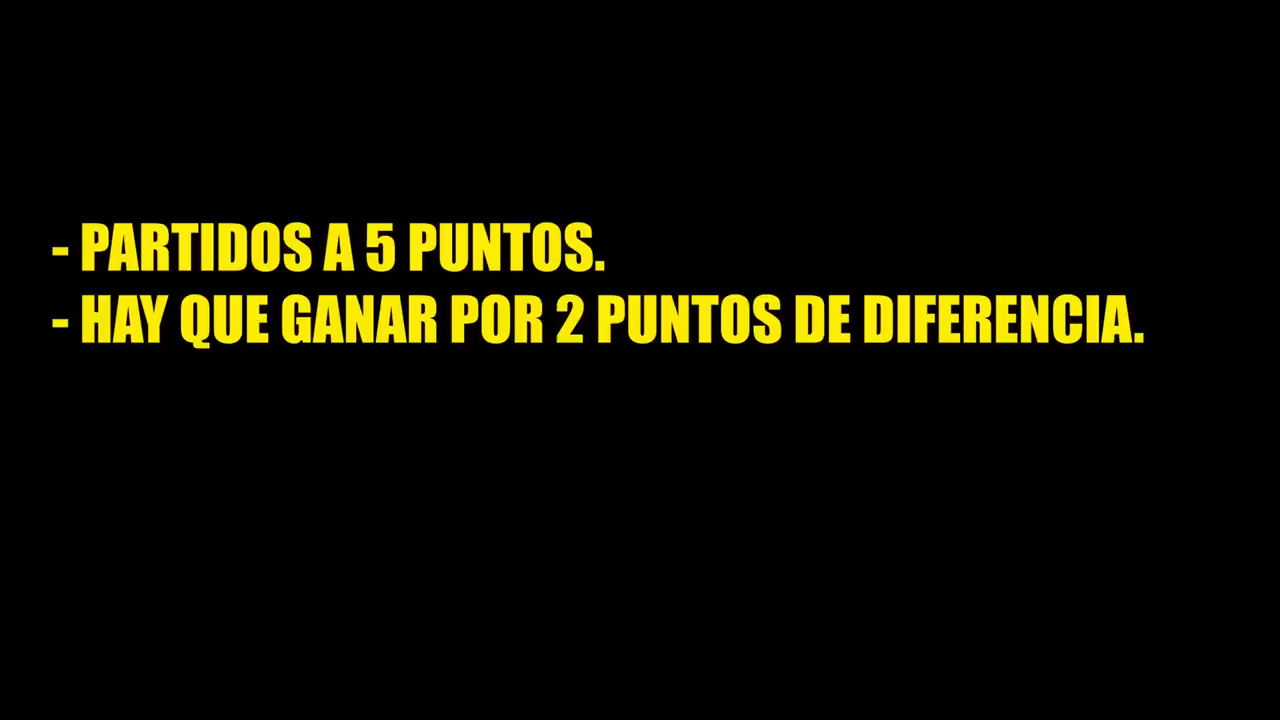 - PARTIDOS A 5 PUNTOS.
- HAY QUE GANAR POR 2 PUNTOS DE DIFERENCIA.